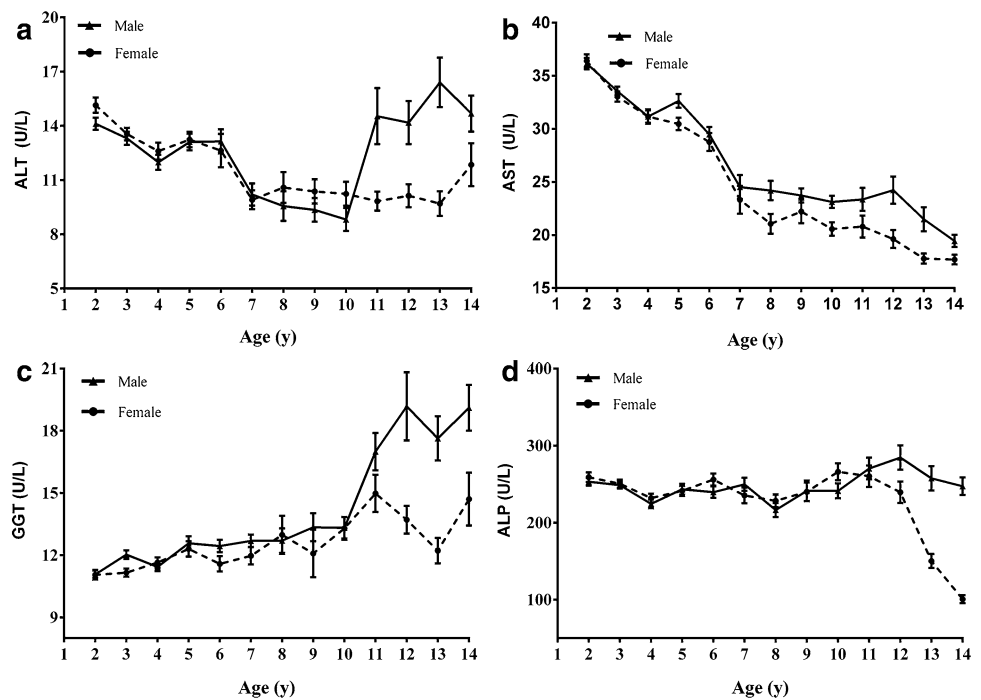 a
Male
Female
ALT (U/L)
20
17
14
11
8
5
1 2 3 4 5 6 7 8 9 10 11 12 13 14
Age (y)
b
Male
Female
AST (U/L)
40
35
30
25
20
15
1 2 3 4 5 6 7 8 9 10 11 12 13 14
Age (y)
c
Male
Female
GGT (U/L)
21
18
15
12
9
1 2 3 4 5 6 7 8 9 10 11 12 13 14
Age (y)
d
Male
Female
ALP (U/L)
400
300
200
100
1 2 3 4 5 6 7 8 9 10 11 12 13 14
Age (y)